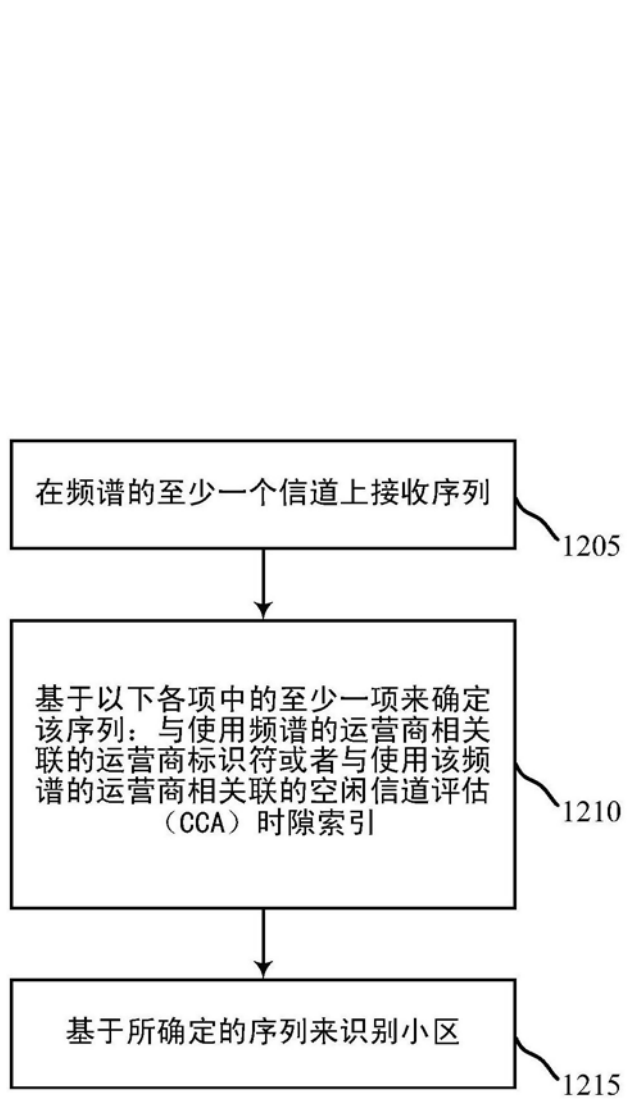 在频谱的至少一个信道上接收序列
1205
基于以下各项中的至少一项来确定
该序列：与使用频谱的运营商相关
联的运营商标识符或者与使用该频
谱的运营商相关联的空闲信道评估
（CCA）时隙索引
1210
基于所确定的序列来识别小区
1215